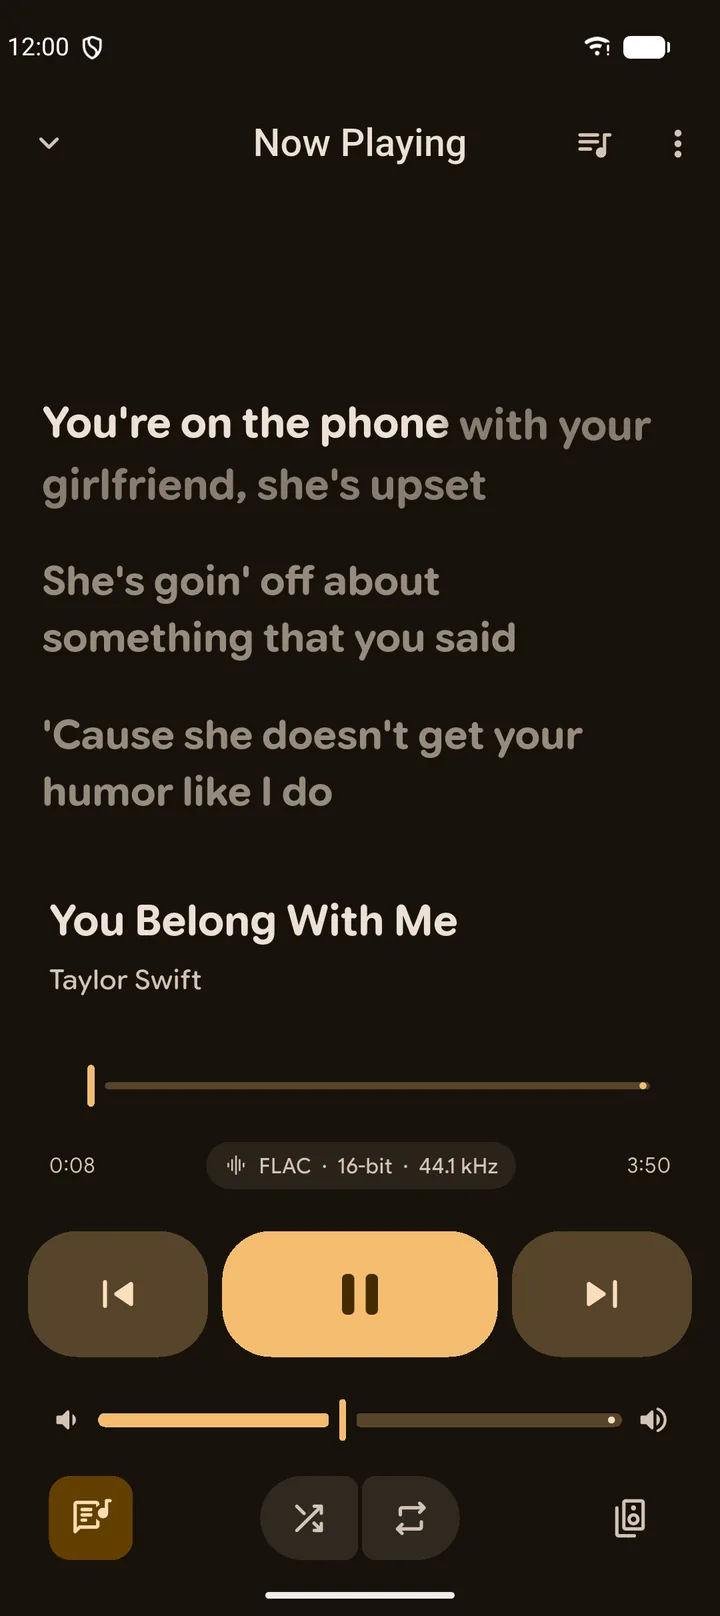 12:00
Now Playing
You're on the phone with your
girlfriend, she's upset
She's goin' off about
something that you said
'Cause she doesn't get your
humor like I do
You Belong With Me
Taylor Swift
0:08 FLAC · 16-bit · 44.1 kHz 3:50